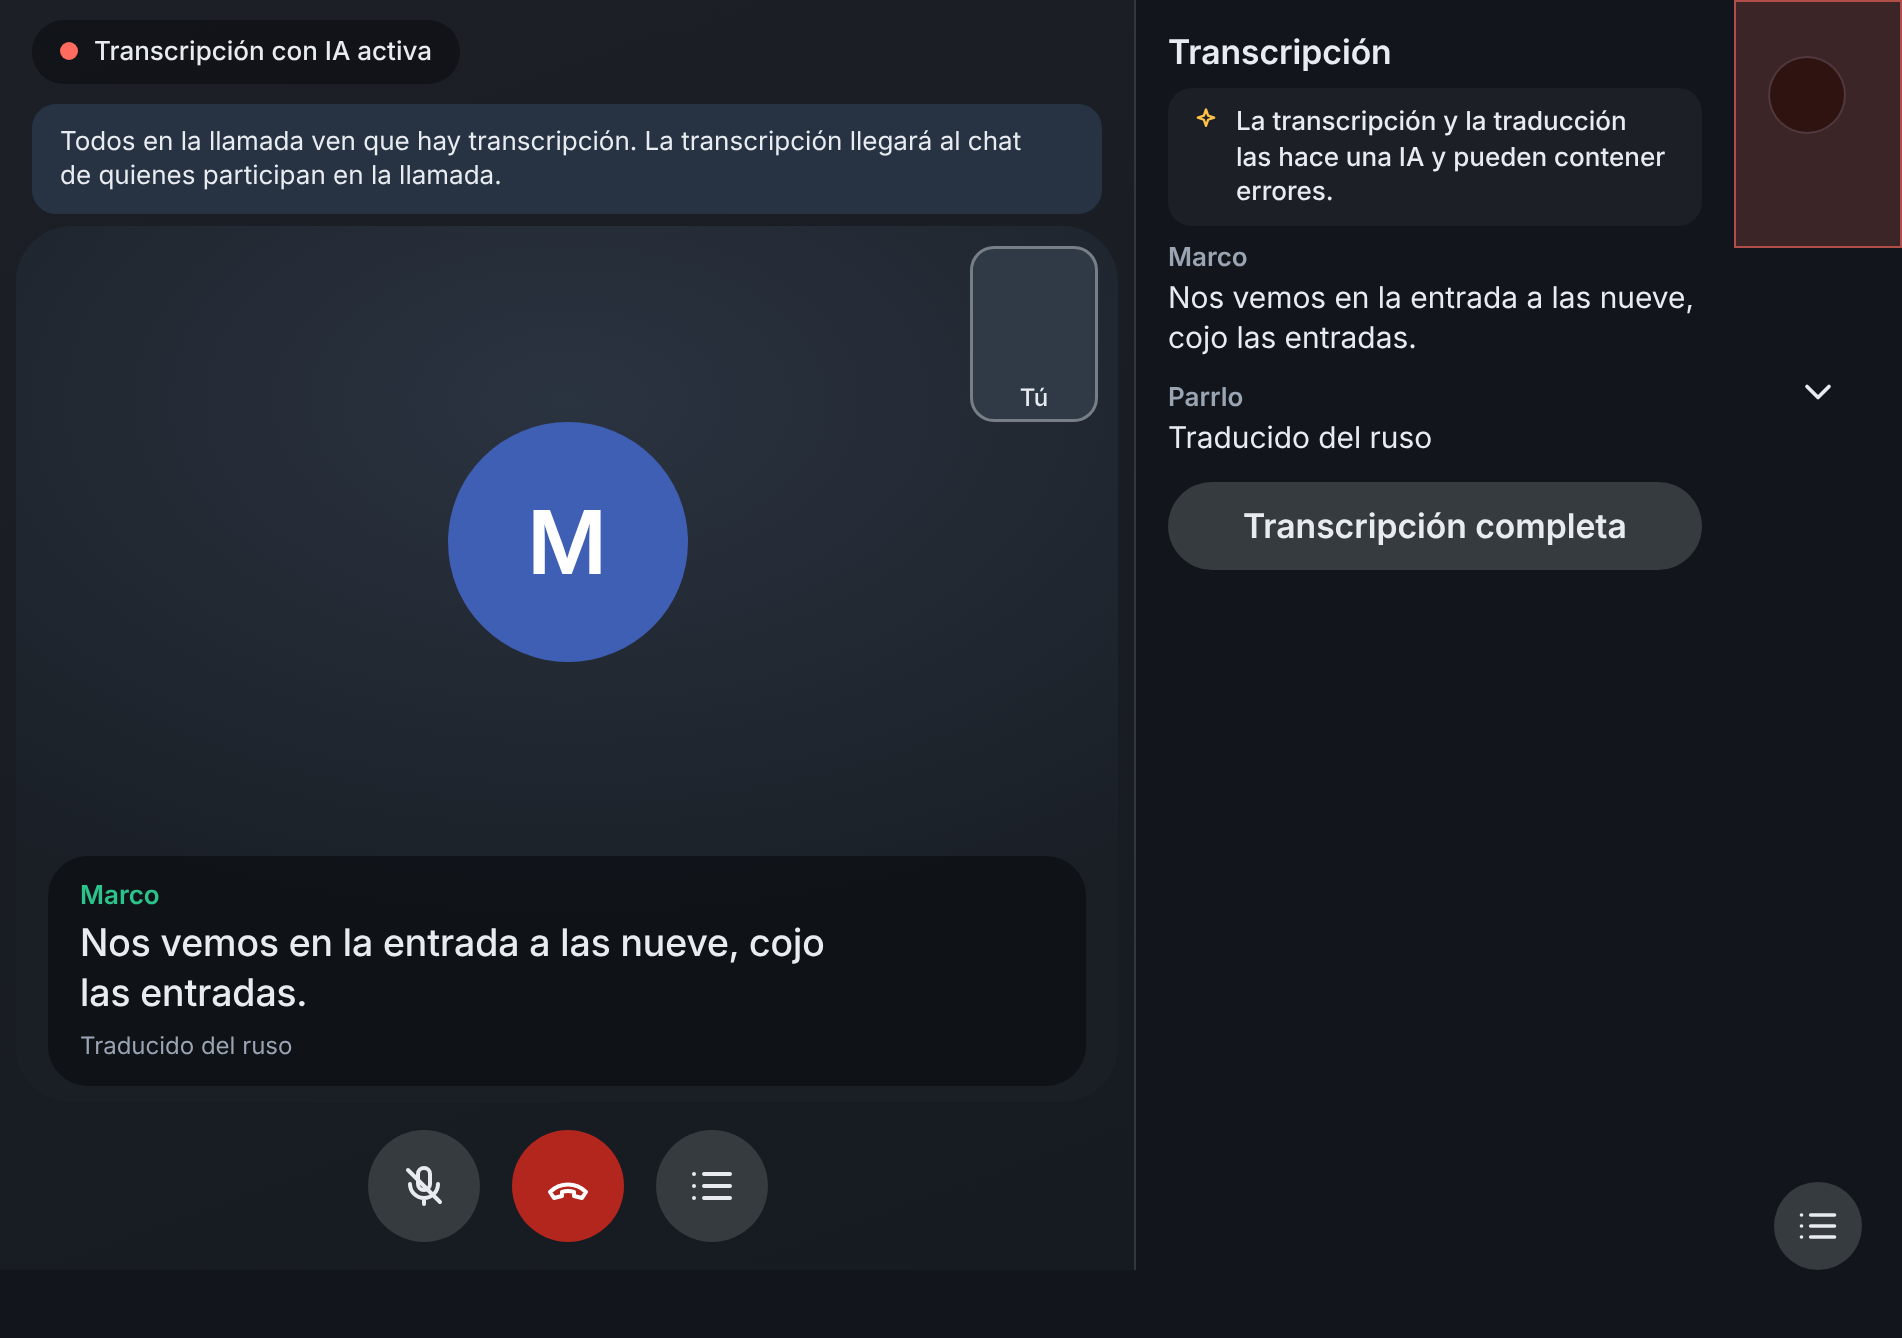 Transcripción con IA activa
Todos en la llamada ven que hay transcripción. La transcripción llegará al chat
de quienes participan en la llamada.
Tú
M
Marco
Nos vemos en la entrada a las nueve, cojo
las entradas.
Traducido del ruso
Transcripción
La transcripción y la traducción
las hace una IA y pueden contener
errores.
Marco
Nos vemos en la entrada a las nueve,
cojo las entradas.
Parrlo
Traducido del ruso
Transcripción completa